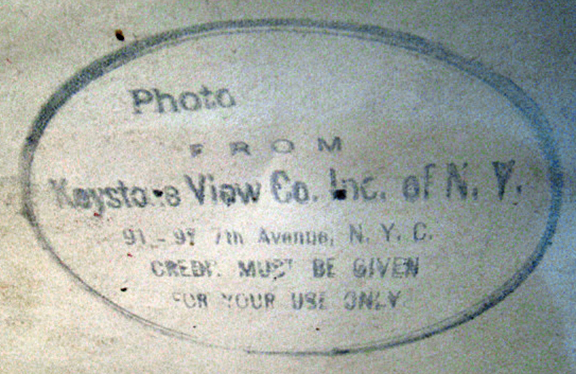 Photo
FROM
Keystone View Co. Inc. of N. Y.
91 - 97 7th Avenue, N. Y. C.
CREDIT MUST BE GIVEN
FOR YOUR USE ONLY